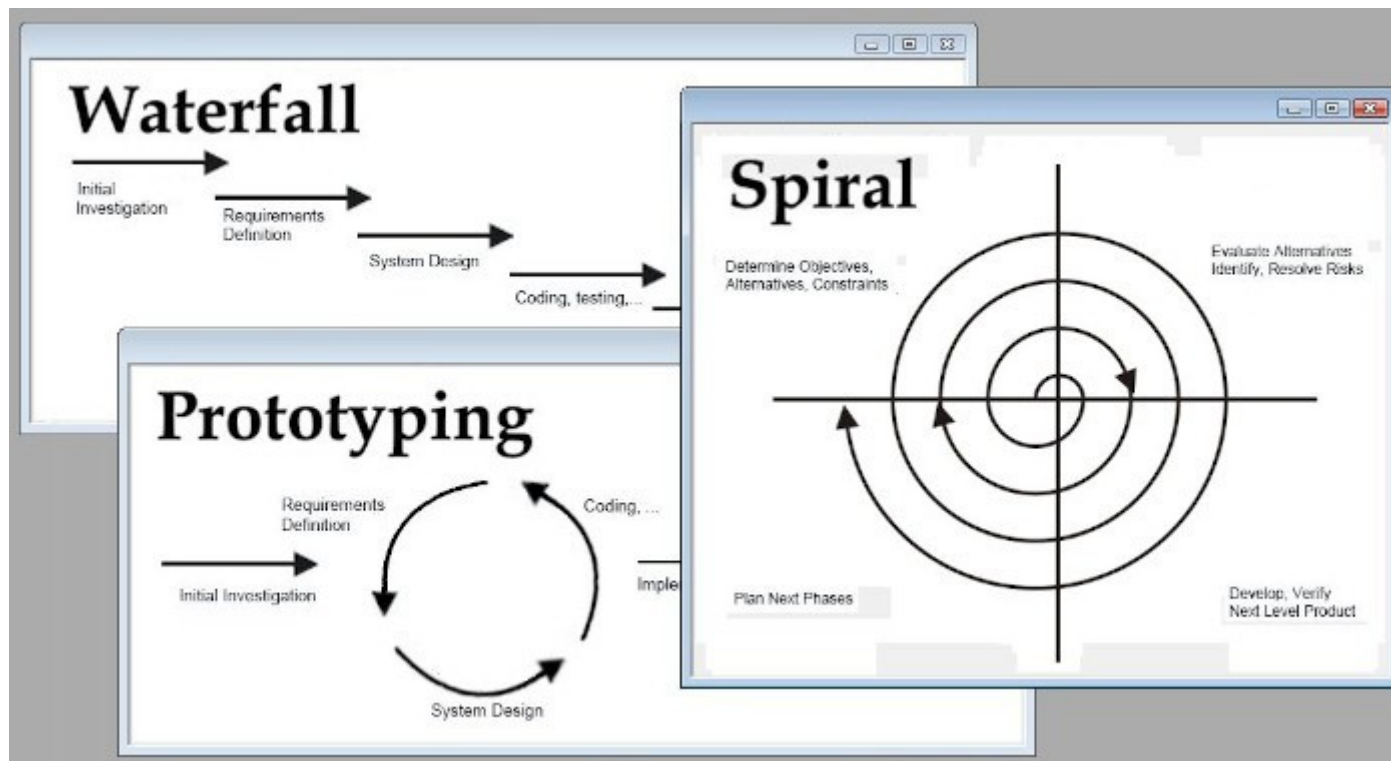 Waterfall
Initial
Investigation
Requirements
Definition
System Design
Coding, testing,...
Prototyping
Initial Investigation
Requirements
Definition
System Design
Coding, ...
Imple
Spiral
Determine Objectives,
Alternatives, Constraints
Evaluate Alternatives
Identify, Resolve Risks
Plan Next Phases
Develop, Verify
Next Level Product